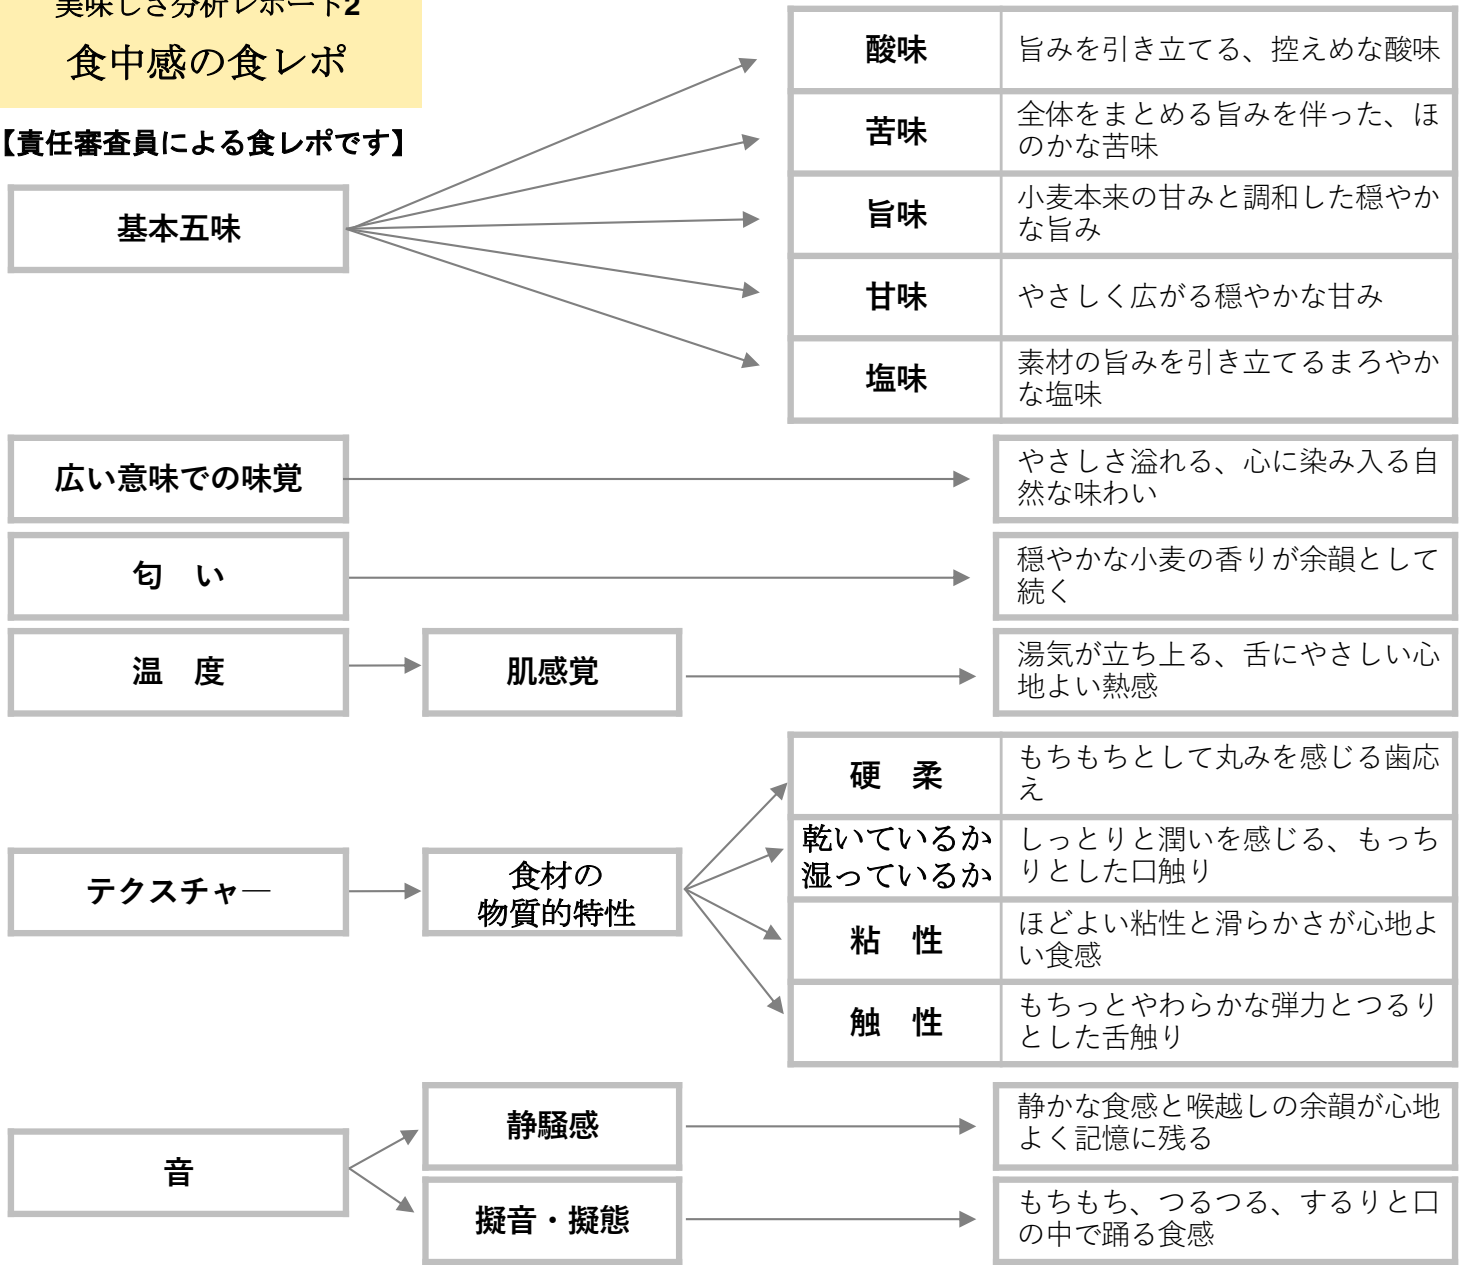 美味しさ分析レポート2
食中感の食レポ
【責任審査員による食レポです】
基本五味
酸味
旨みを引き立てる、控えめな酸味
苦味
全体をまとめる旨みを伴った、ほ
のかな苦味
旨味
小麦本来の甘みと調和した穏やか
な旨み
甘味
やさしく広がる穏やかな甘み
塩味
素材の旨みを引き立てるまろやか
な塩味
広い意味での味覚
やさしさ溢れる、心に染み入る自
然な味わい
匂　い
穏やかな小麦の香りが余韻として
続く
温　度
肌感覚
湯気が立ち上る、舌にやさしい心
地よい熱感
テクスチャ―
食材の
物質的特性
硬　柔
もちもちとして丸みを感じる歯応
え
乾いているか
湿っているか
しっとりと潤いを感じる、もっち
りとした口触り
粘　性
ほどよい粘性と滑らかさが心地よ
い食感
触　性
もちっとやわらかな弾力とつるり
とした舌触り
音
静騒感
静かな食感と喉越しの余韻が心地
よく記憶に残る
擬音・擬態
もちもち、つるつる、するりと口
の中で踊る食感